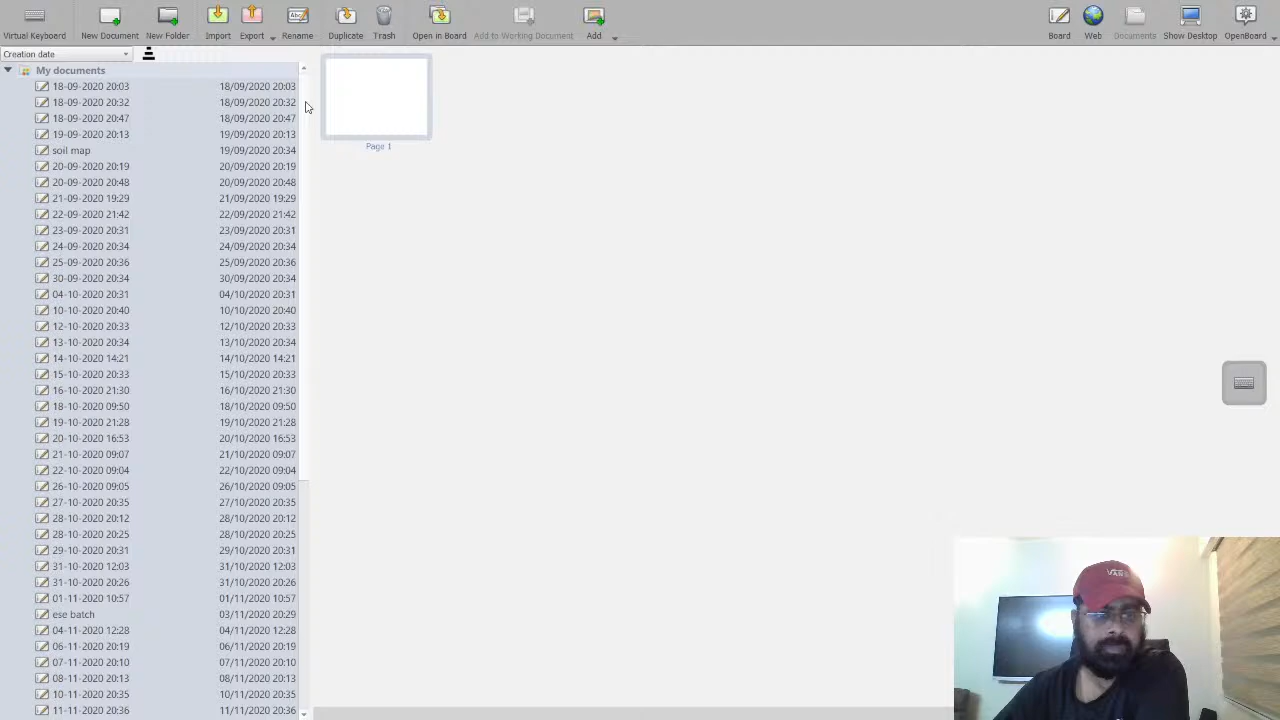 Virtual Keyboard New Document New Folder Import Export Rename Duplicate Trash Open in Board Add to Working Document Add Board Web Documents Show Desktop OpenBoard
Creation date
My documents
18-09-2020 20:03 18/09/2020 20:03
18-09-2020 20:32 18/09/2020 20:32
18-09-2020 20:47 18/09/2020 20:47
19-09-2020 20:13 19/09/2020 20:13
soil map 19/09/2020 20:34
20-09-2020 20:19 20/09/2020 20:19
20-09-2020 20:48 20/09/2020 20:48
21-09-2020 19:29 21/09/2020 19:29
22-09-2020 21:42 22/09/2020 21:42
23-09-2020 20:31 23/09/2020 20:31
24-09-2020 20:34 24/09/2020 20:34
25-09-2020 20:36 25/09/2020 20:36
30-09-2020 20:34 30/09/2020 20:34
04-10-2020 20:31 04/10/2020 20:31
10-10-2020 20:40 10/10/2020 20:40
12-10-2020 20:33 12/10/2020 20:33
13-10-2020 20:34 13/10/2020 20:34
14-10-2020 14:21 14/10/2020 14:21
15-10-2020 20:33 15/10/2020 20:33
16-10-2020 21:30 16/10/2020 21:30
18-10-2020 09:50 18/10/2020 09:50
19-10-2020 21:28 19/10/2020 21:28
20-10-2020 16:53 20/10/2020 16:53
21-10-2020 09:07 21/10/2020 09:07
22-10-2020 09:04 22/10/2020 09:04
26-10-2020 09:05 26/10/2020 09:05
27-10-2020 20:35 27/10/2020 20:35
28-10-2020 20:12 28/10/2020 20:12
28-10-2020 20:25 28/10/2020 20:25
29-10-2020 20:31 29/10/2020 20:31
31-10-2020 12:03 31/10/2020 12:03
31-10-2020 20:26 31/10/2020 20:26
01-11-2020 10:57 01/11/2020 10:57
ese batch 03/11/2020 20:29
04-11-2020 12:28 04/11/2020 12:28
06-11-2020 20:19 06/11/2020 20:19
07-11-2020 20:10 07/11/2020 20:10
08-11-2020 20:13 08/11/2020 20:13
10-11-2020 20:35 10/11/2020 20:35
11-11-2020 20:36 11/11/2020 20:36
Page 1